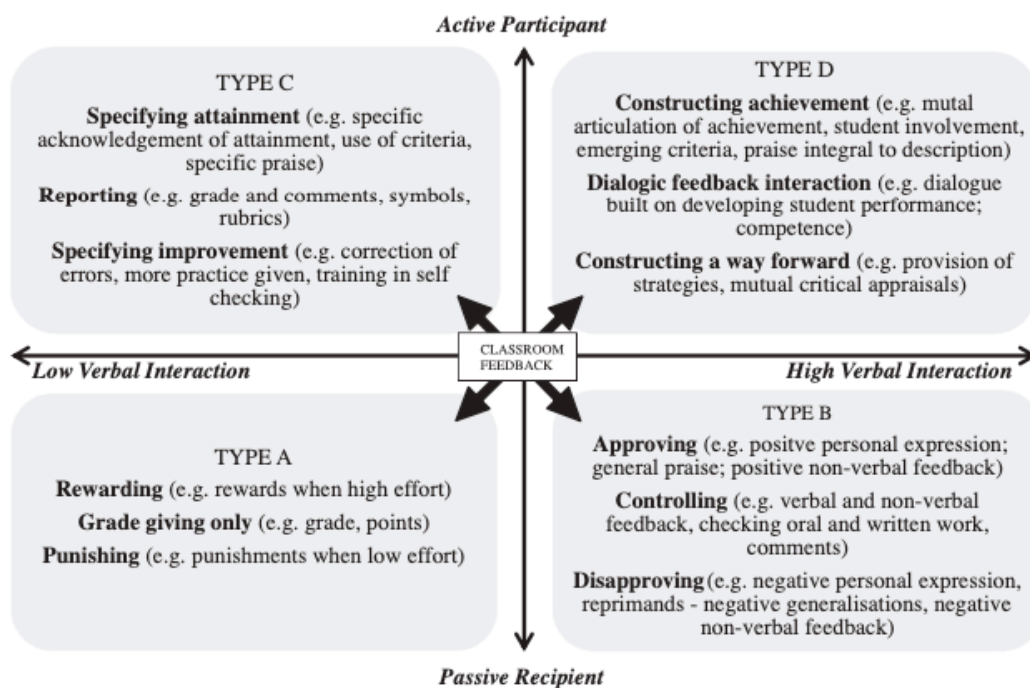 Active Participant
TYPE C
Specifying attainment (e.g. specific
acknowledgement of attainment, use of criteria,
specific praise)
Reporting (e.g. grade and comments, symbols,
rubrics)
Specifying improvement (e.g. correction of
errors, more practice given, training in self
checking)
TYPE D
Constructing achievement (e.g. mutal
articulation of achievement, student involvement,
emerging criteria, praise integral to description)
Dialogic feedback interaction (e.g. dialogue
built on developing student performance;
competence)
Constructing a way forward (e.g. provision of
strategies, mutual critical appraisals)
CLASSROOM
FEEDBACK
Low Verbal Interaction
High Verbal Interaction
TYPE A
Rewarding (e.g. rewards when high effort)
Grade giving only (e.g. grade, points)
Punishing (e.g. punishments when low effort)
TYPE B
Approving (e.g. positve personal expression;
general praise; positive non-verbal feedback)
Controlling (e.g. verbal and non-verbal
feedback, checking oral and written work,
comments)
Disapproving (e.g. negative personal expression,
reprimands - negative generalisations, negative
non-verbal feedback)
Passive Recipient